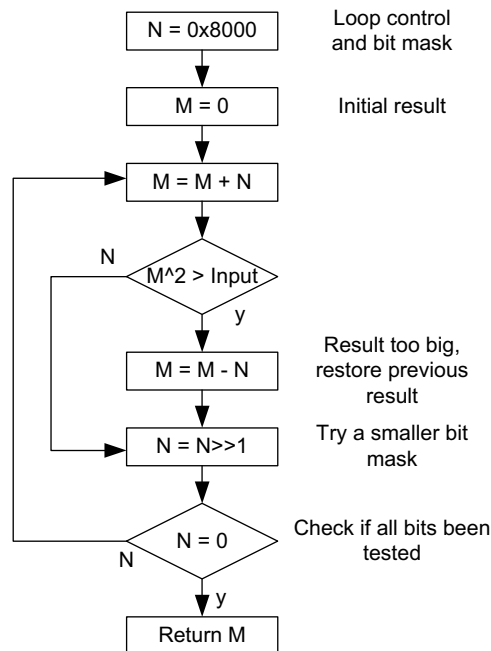 N = 0x8000
Loop control
and bit mask
M = 0
Initial result
M = M + N
N
M^2 > Input
y
M = M - N
Result too big,
restore previous
result
N = N>>1
Try a smaller bit
mask
N = 0
N
Check if all bits been
tested
y
Return M